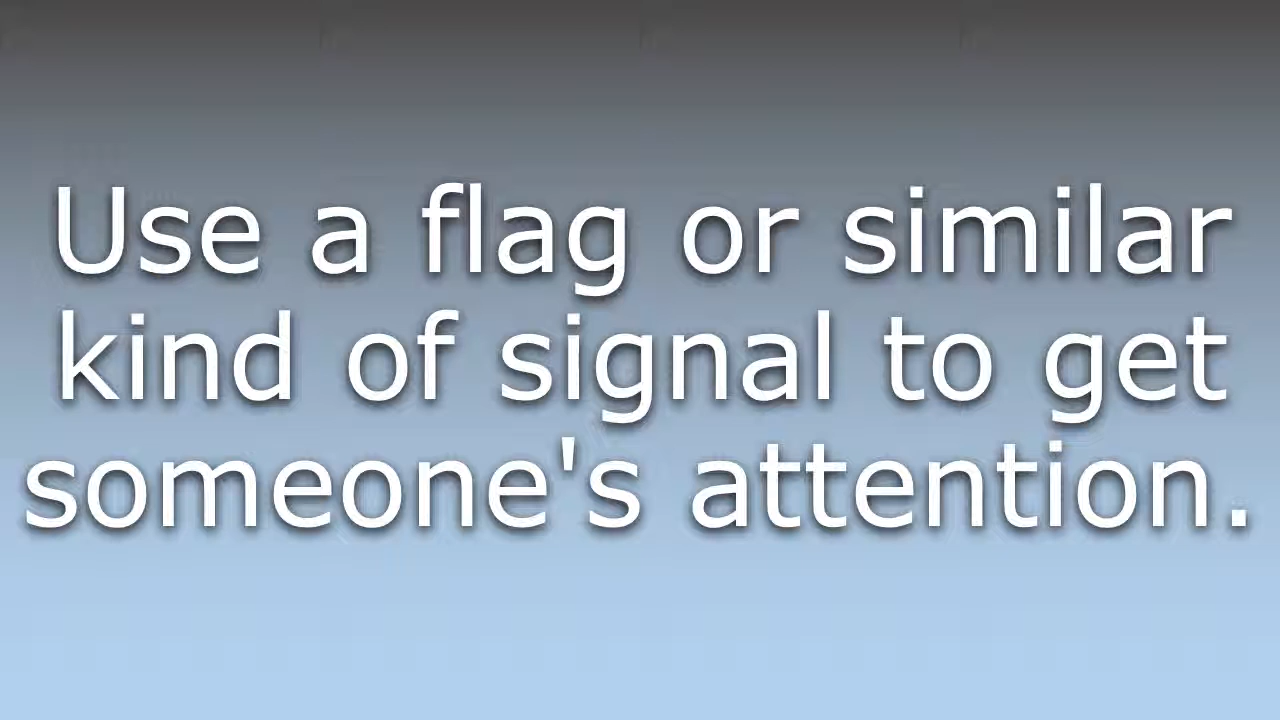 Use a flag or similar
kind of signal to get
someone's attention.